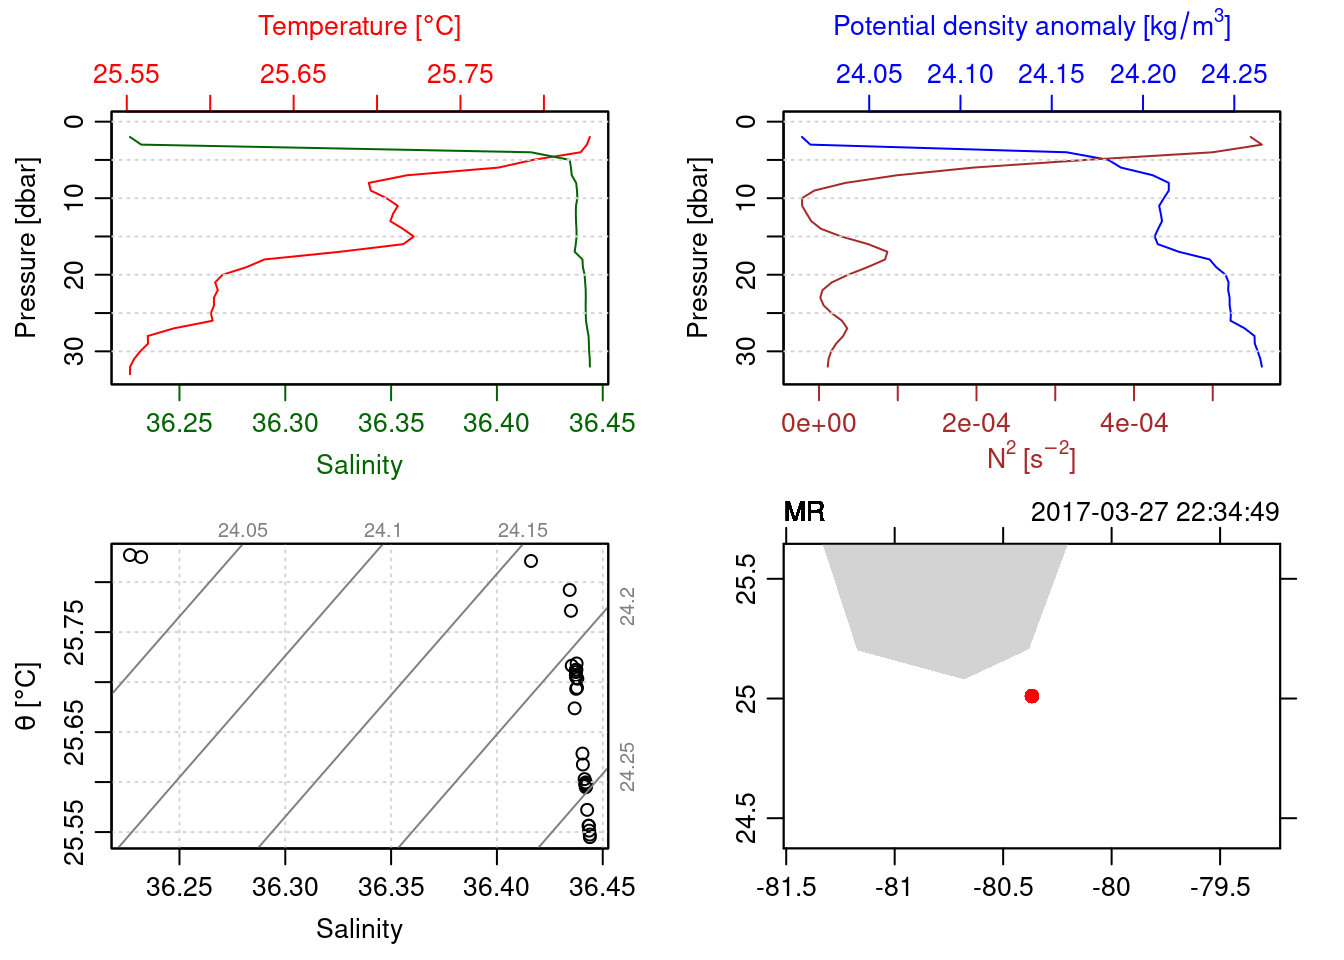 Temperature [°C]
25.55 25.65 25.75
Pressure [dbar]
0 10 20 30
36.25 36.30 36.35 36.40 36.45
Salinity
Potential density anomaly [kg/m³]
24.05 24.10 24.15 24.20 24.25
Pressure [dbar]
0 10 20 30
0e+00 2e-04 4e-04
N² [s⁻²]
24.05 24.1 24.15
24.2
24.25
θ [°C]
25.75 25.65 25.55
36.25 36.30 36.35 36.40 36.45
Salinity
MR 2017-03-27 22:34:49
25.5
25
24.5
-81.5 -81 -80.5 -80 -79.5